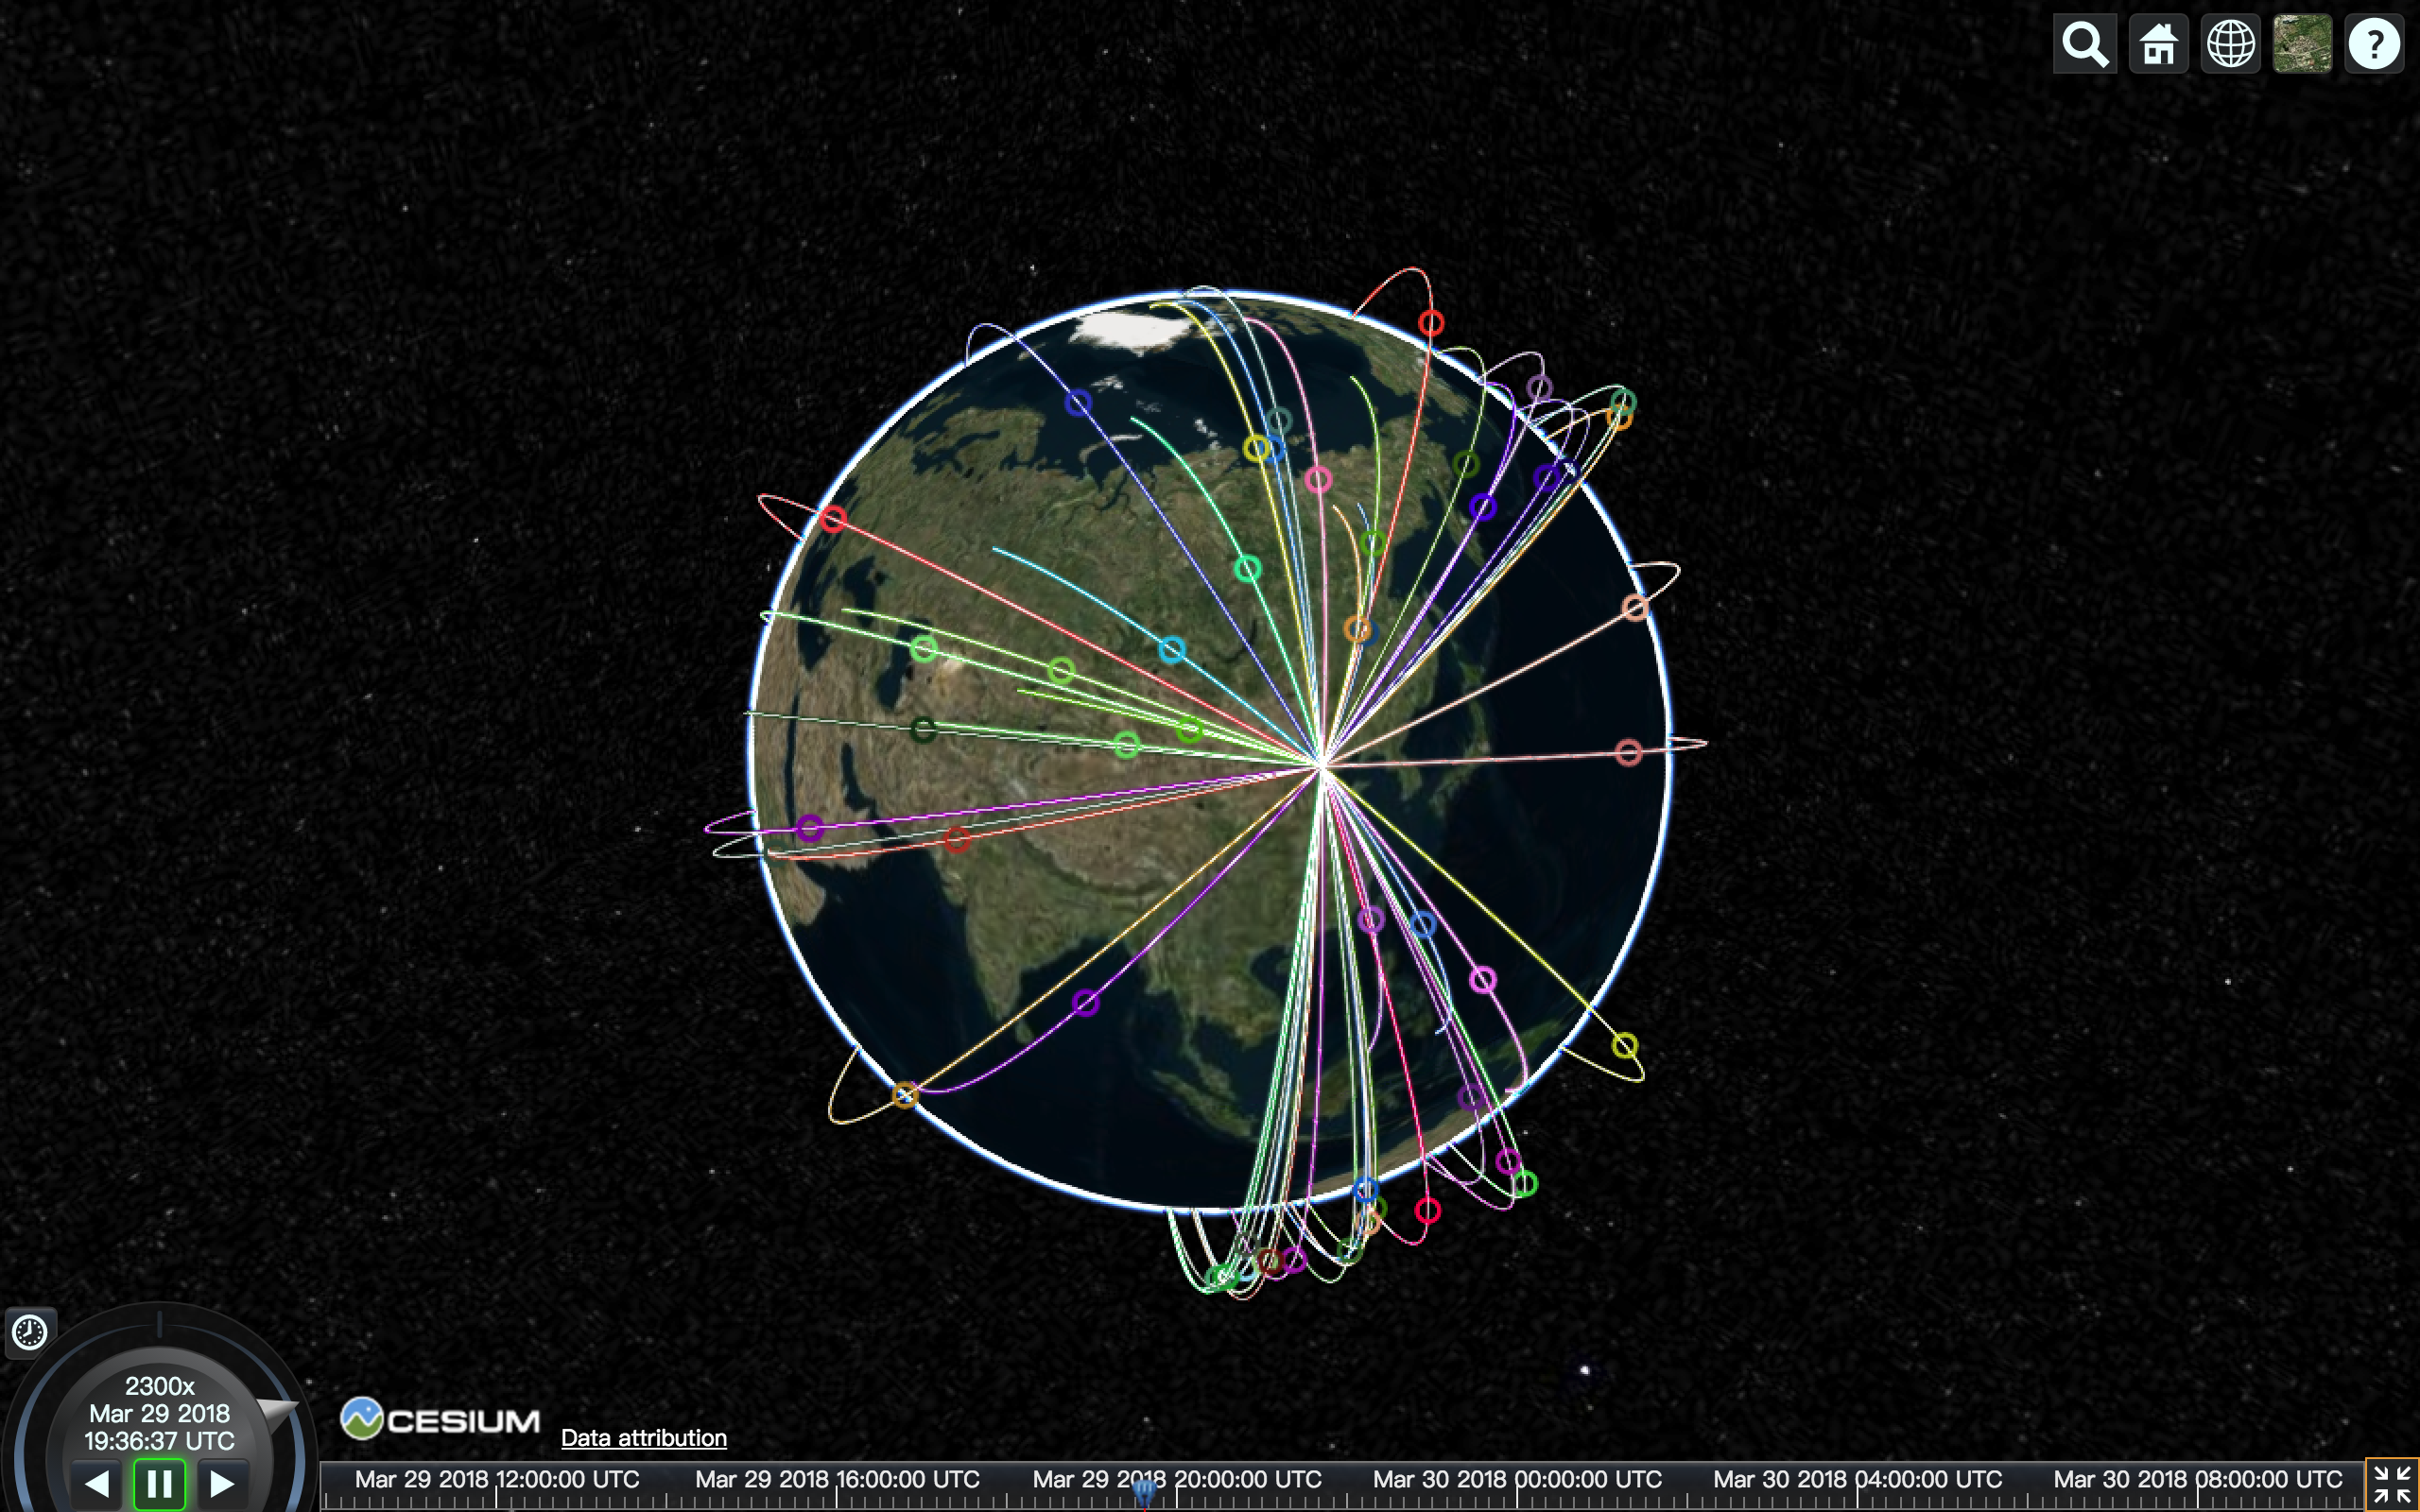 ?
2300x
Mar 29 2018
19:36:37 UTC
CESIUM
Data attribution
Mar 29 2018 12:00:00 UTC
Mar 29 2018 16:00:00 UTC
Mar 29 2018 20:00:00 UTC
Mar 30 2018 00:00:00 UTC
Mar 30 2018 04:00:00 UTC
Mar 30 2018 08:00:00 UTC